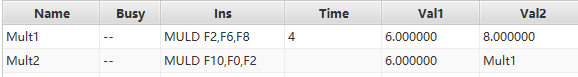 Name Busy Ins Time Val1 Val2
Mult1 -- MULD F2,F6,F8 4 6.000000 8.000000
Mult2 -- MULD F10,F0,F2 6.000000 Mult1